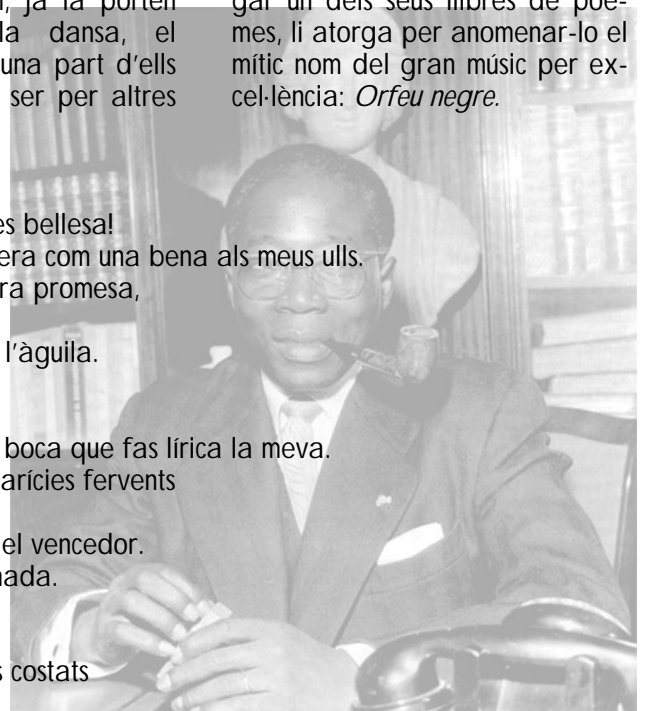 ja la porten
la dansa, el
una part d'ells
ser per altres
gar un dels seus llibres de poe-
mes, li atorga per anomenar-lo el
mític nom del gran músic per ex-
cel·lència: Orfeu negre.
es bellesa!
era com una bena als meus ulls.
ra promesa,
l'àguila.
boca que fas lírica la meva.
arícies fervents
el vencedor.
nada.
s costats